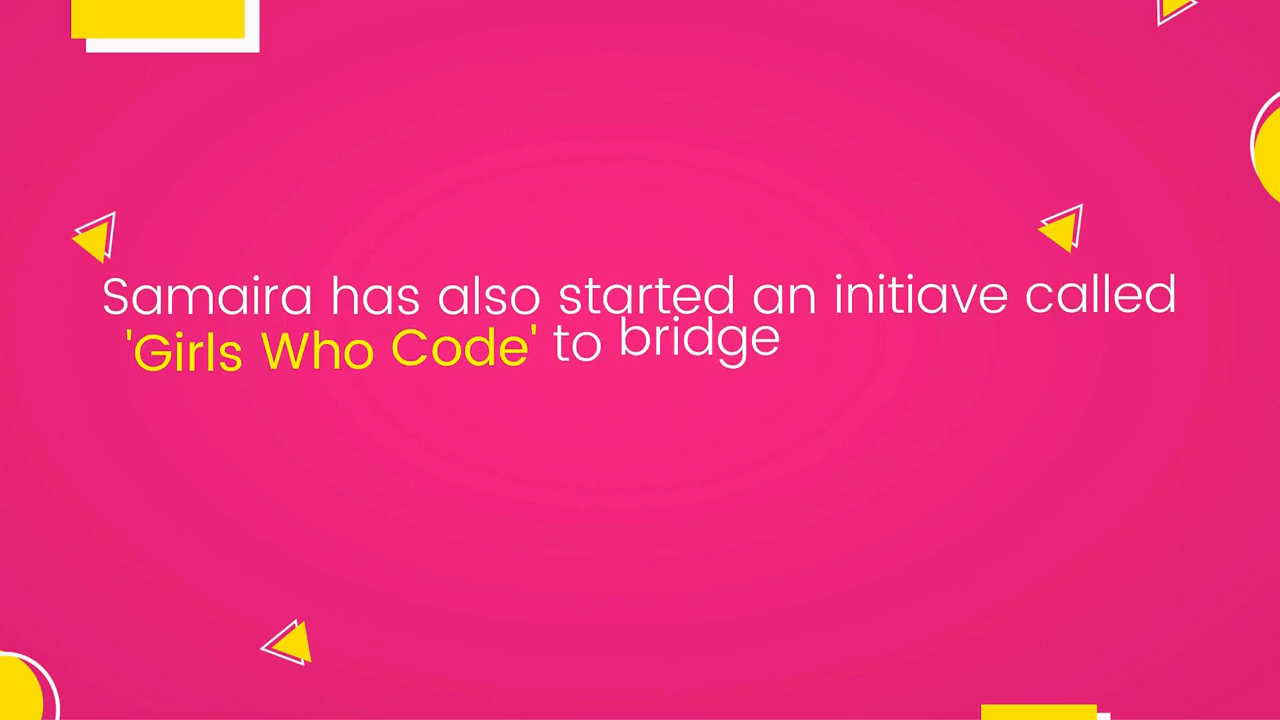 Samaira has also started an initiave called
'Girls Who Code' to bridge